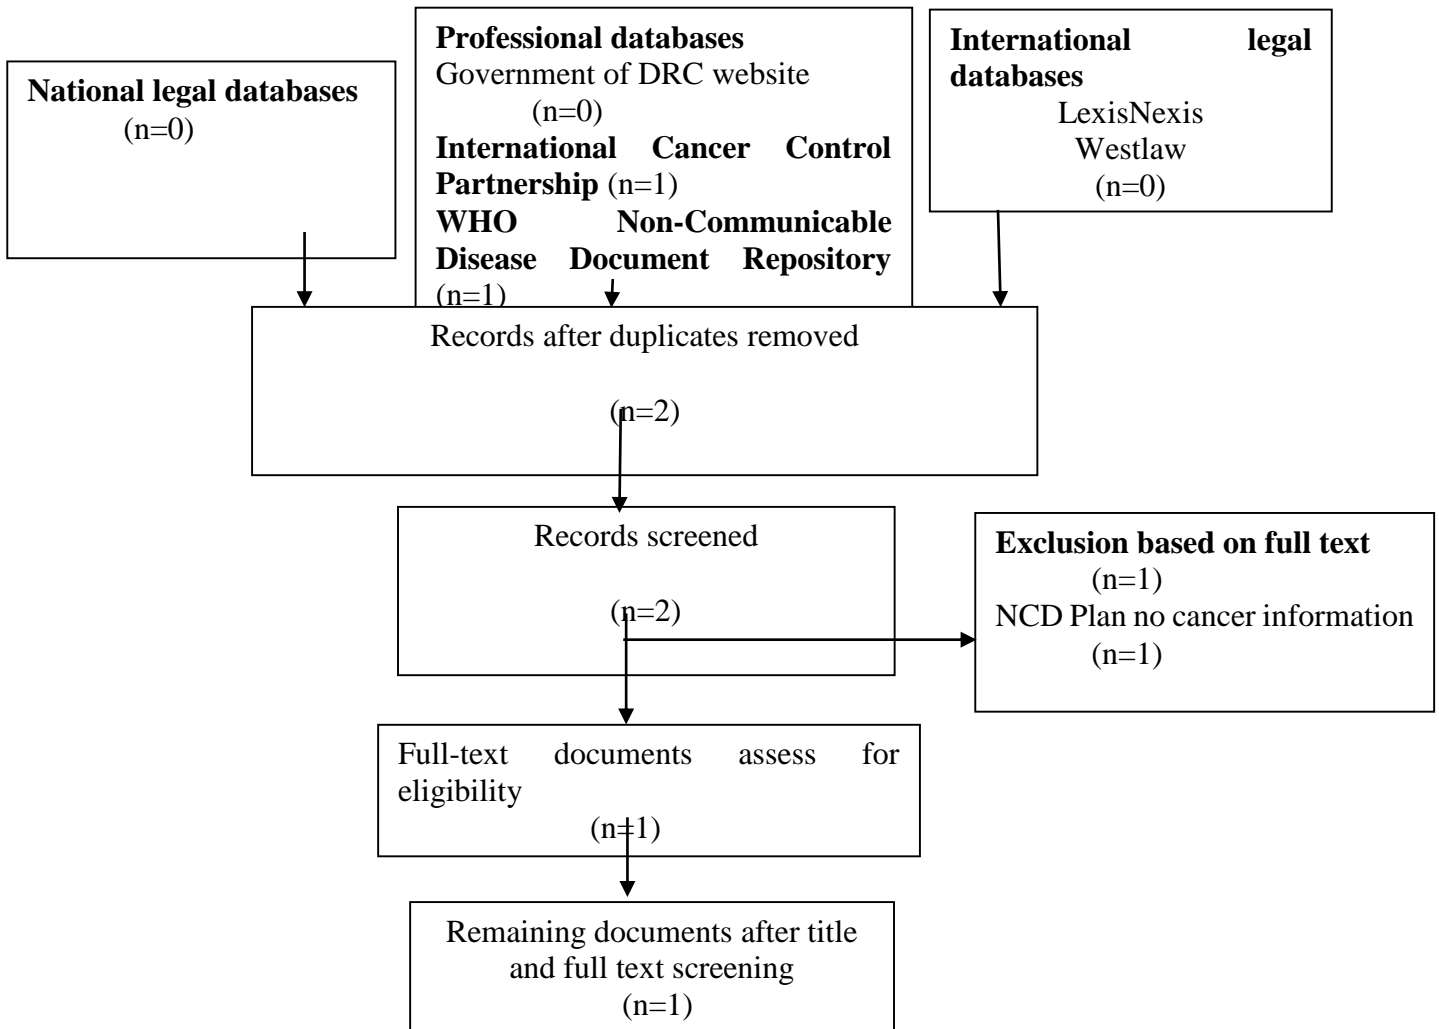 National legal databases
(n=0)
Professional databases
Government of DRC website
(n=0)
International Cancer Control
Partnership (n=1)
WHO Non-Communicable
Disease Document Repository
(n=1)
International legal
databases
LexisNexis
Westlaw
(n=0)
Records after duplicates removed
(n=2)
Records screened
(n=2)
Exclusion based on full text
(n=1)
NCD Plan no cancer information
(n=1)
Full-text documents assess for
eligibility
(n=1)
Remaining documents after title
and full text screening
(n=1)